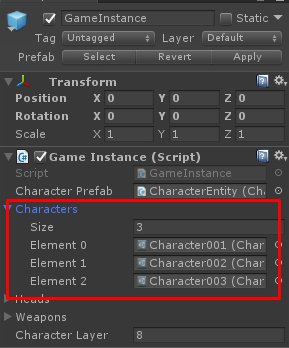 GameInstance Static
Tag Untagged Layer Default
Prefab Select Revert Apply
Transform
Position X 0 Y 0 Z 0
Rotation X 0 Y 0 Z 0
Scale X 1 Y 1 Z 1
Game Instance (Script)
Script GameInstance
Character Prefab CharacterEntity (Cha
Characters
Size 3
Element 0 Character001 (Char
Element 1 Character002 (Char
Element 2 Character003 (Char
Heads
Weapons
Character Layer 8